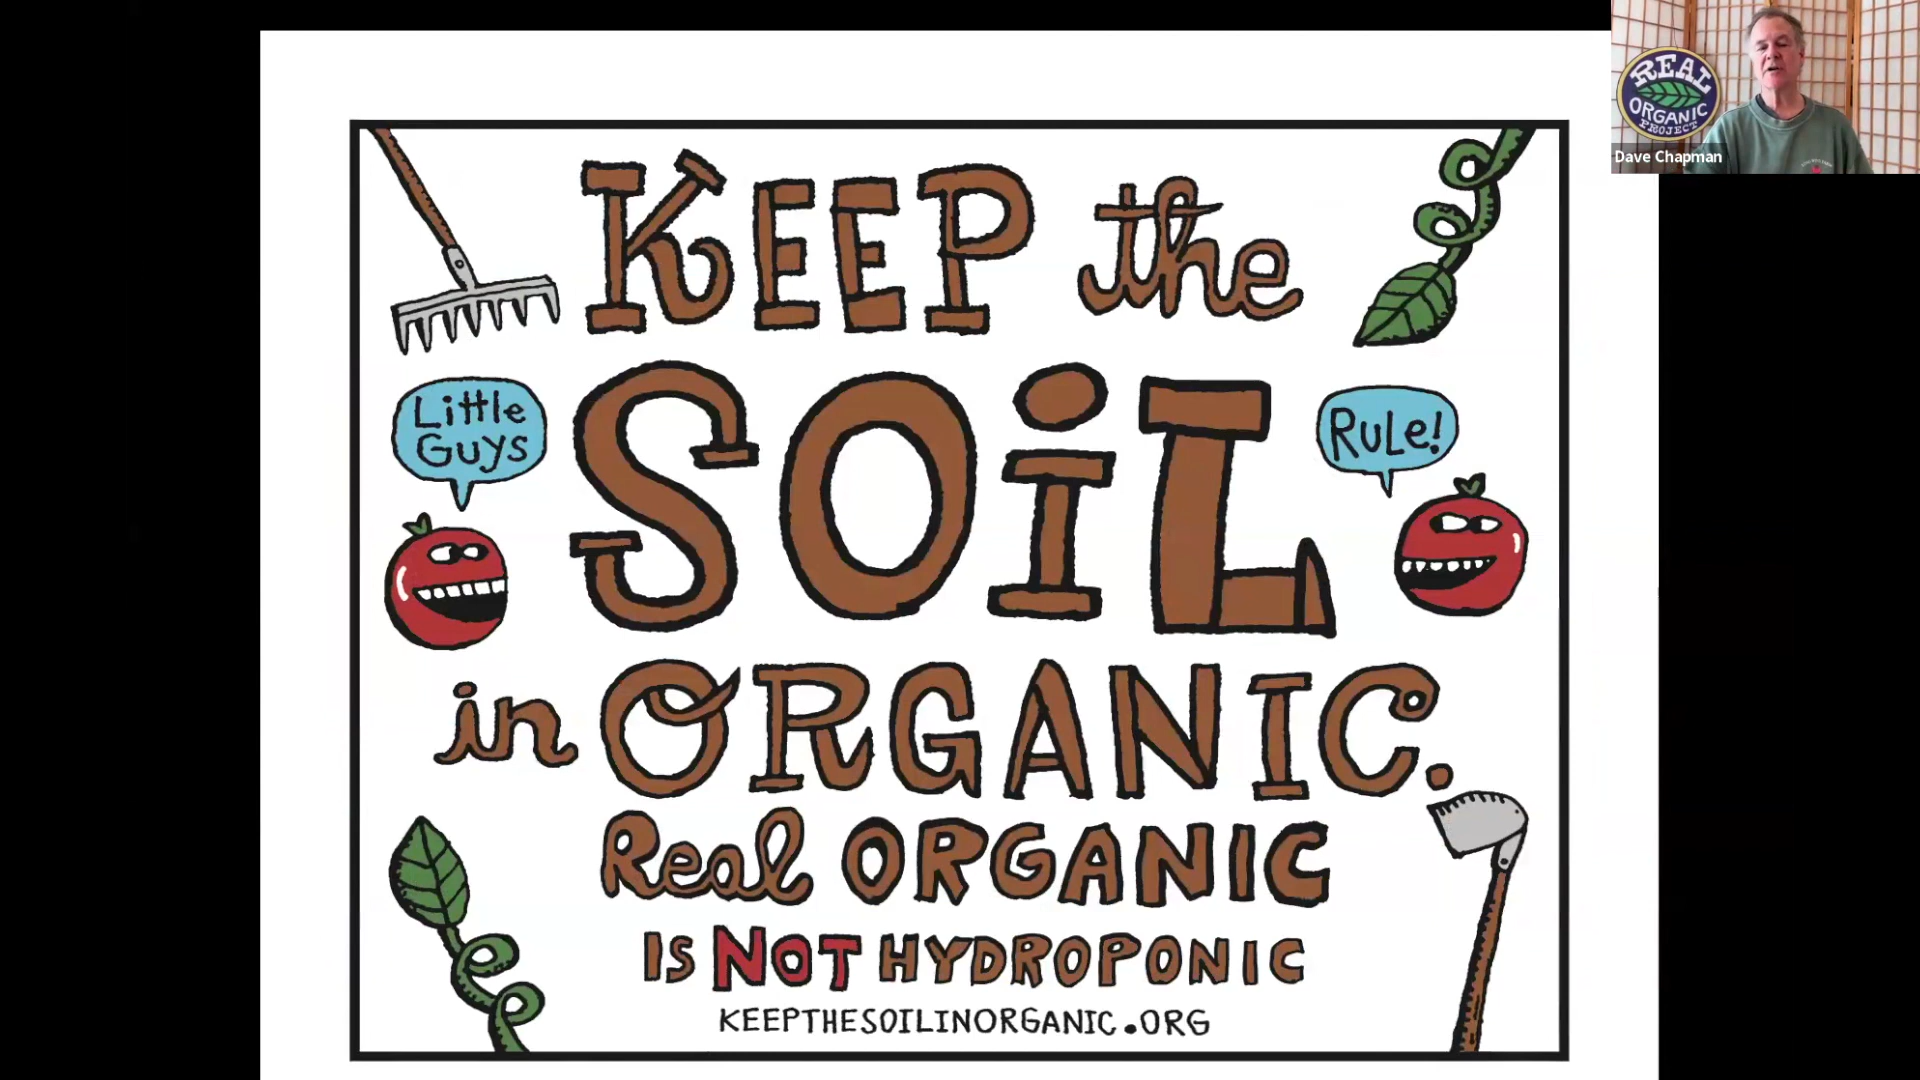 KEEP the
SOiL
in ORGANIC.
Real ORGANIC
IS NOT HYDROPONIC
KEEPTHESOILINORGANIC.ORG
Little
Guys
RuLe!
REAL
ORGANIC
PROJECT
Dave Chapman